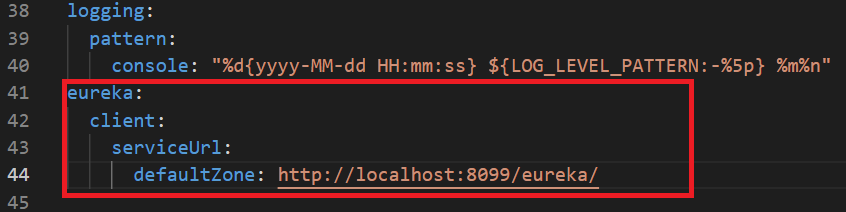 38 logging:
39 pattern:
40 console: "%d{yyyy-MM-dd HH:mm:ss} ${LOG_LEVEL_PATTERN:-%5p} %m%n"
41 eureka:
42 client:
43 serviceUrl:
44 defaultZone: http://localhost:8099/eureka/
45